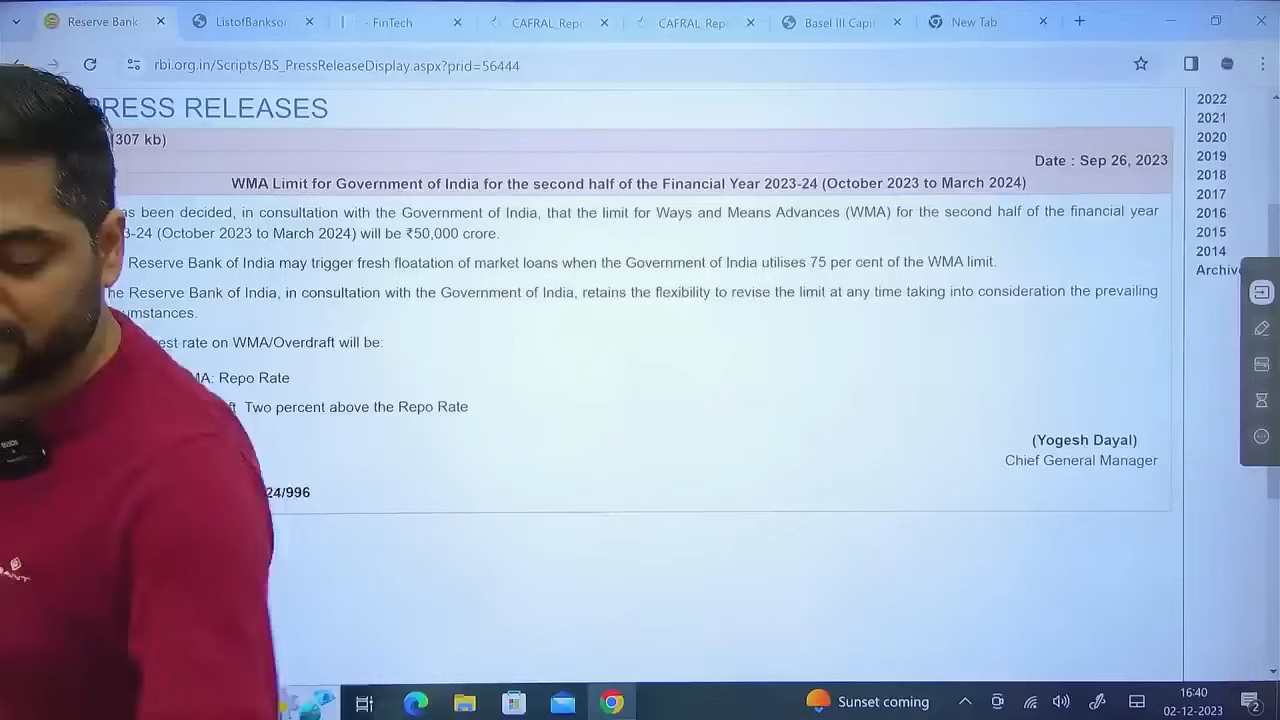 Reserve Bank
ListofBankso
- FinTech
CAFRAL_Repo
CAFRAL_Rep
Basel III Capit
New Tab
rbi.org.in/Scripts/BS_PressReleaseDisplay.aspx?prid=56444
PRESS RELEASES
(307 kb)
Date : Sep 26, 2023
WMA Limit for Government of India for the second half of the Financial Year 2023-24 (October 2023 to March 2024)
as been decided, in consultation with the Government of India, that the limit for Ways and Means Advances (WMA) for the second half of the financial year
3-24 (October 2023 to March 2024) will be ₹50,000 crore.
Reserve Bank of India may trigger fresh floatation of market loans when the Government of India utilises 75 per cent of the WMA limit.
he Reserve Bank of India, in consultation with the Government of India, retains the flexibility to revise the limit at any time taking into consideration the prevailing
umstances.
est rate on WMA/Overdraft will be:
MA: Repo Rate
ft Two percent above the Repo Rate
(Yogesh Dayal)
Chief General Manager
24/996
2022
2021
2020
2019
2018
2017
2016
2015
2014
Archive
Sunset coming
16:40
02-12-2023
2